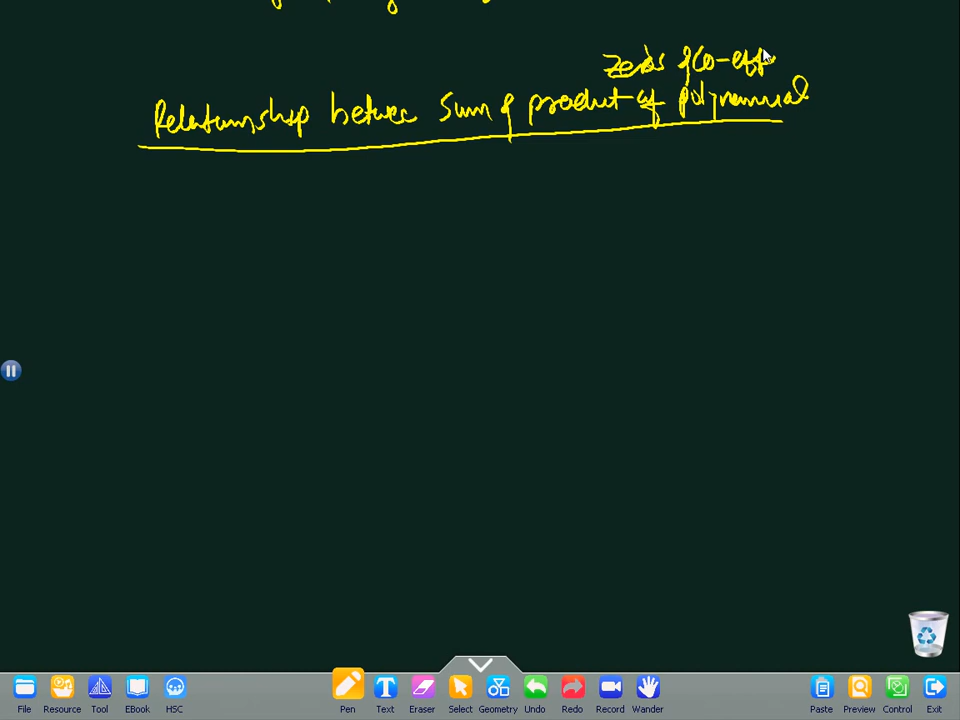 zeros & co-eff
Relationship between Sum & product of polynomial
File Resource Tool EBook HSC Pen Text Eraser Select Geometry Undo Redo Record Wander Paste Preview Control Exit